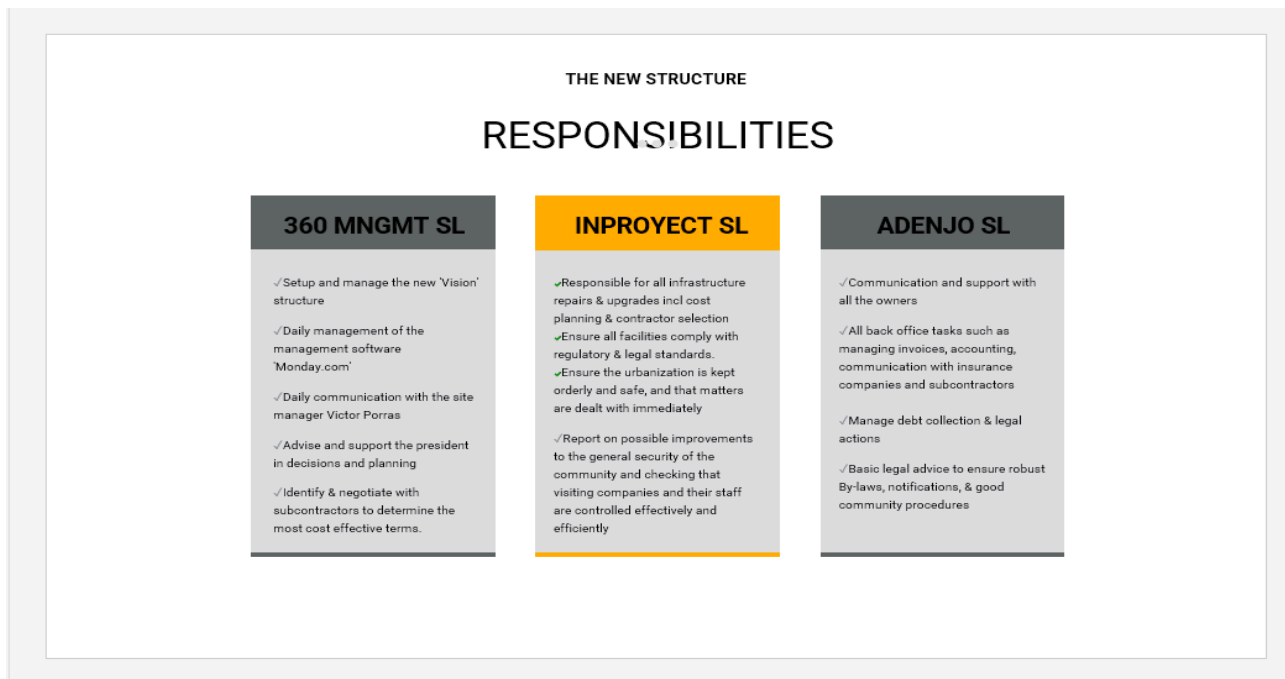 THE NEW STRUCTURE
RESPONSIBILITIES
360 MNGMT SL
✓Setup and manage the new 'Vision'
structure
✓Daily management of the
management software
'Monday.com'
✓Daily communication with the site
manager Victor Porras
✓Advise and support the president
in decisions and planning
✓Identify & negotiate with
subcontractors to determine the
most cost effective terms.
INPROYECT SL
✓Responsible for all infrastructure
repairs & upgrades incl cost
planning & contractor selection
✓Ensure all facilities comply with
regulatory & legal standards.
✓Ensure the urbanization is kept
orderly and safe, and that matters
are dealt with immediately
✓Report on possible improvements
to the general security of the
community and checking that
visiting companies and their staff
are controlled effectively and
efficiently
ADENJO SL
✓Communication and support with
all the owners
✓All back office tasks such as
managing invoices, accounting,
communication with insurance
companies and subcontractors
✓Manage debt collection & legal
actions
✓Basic legal advice to ensure robust
By-laws, notifications, & good
community procedures